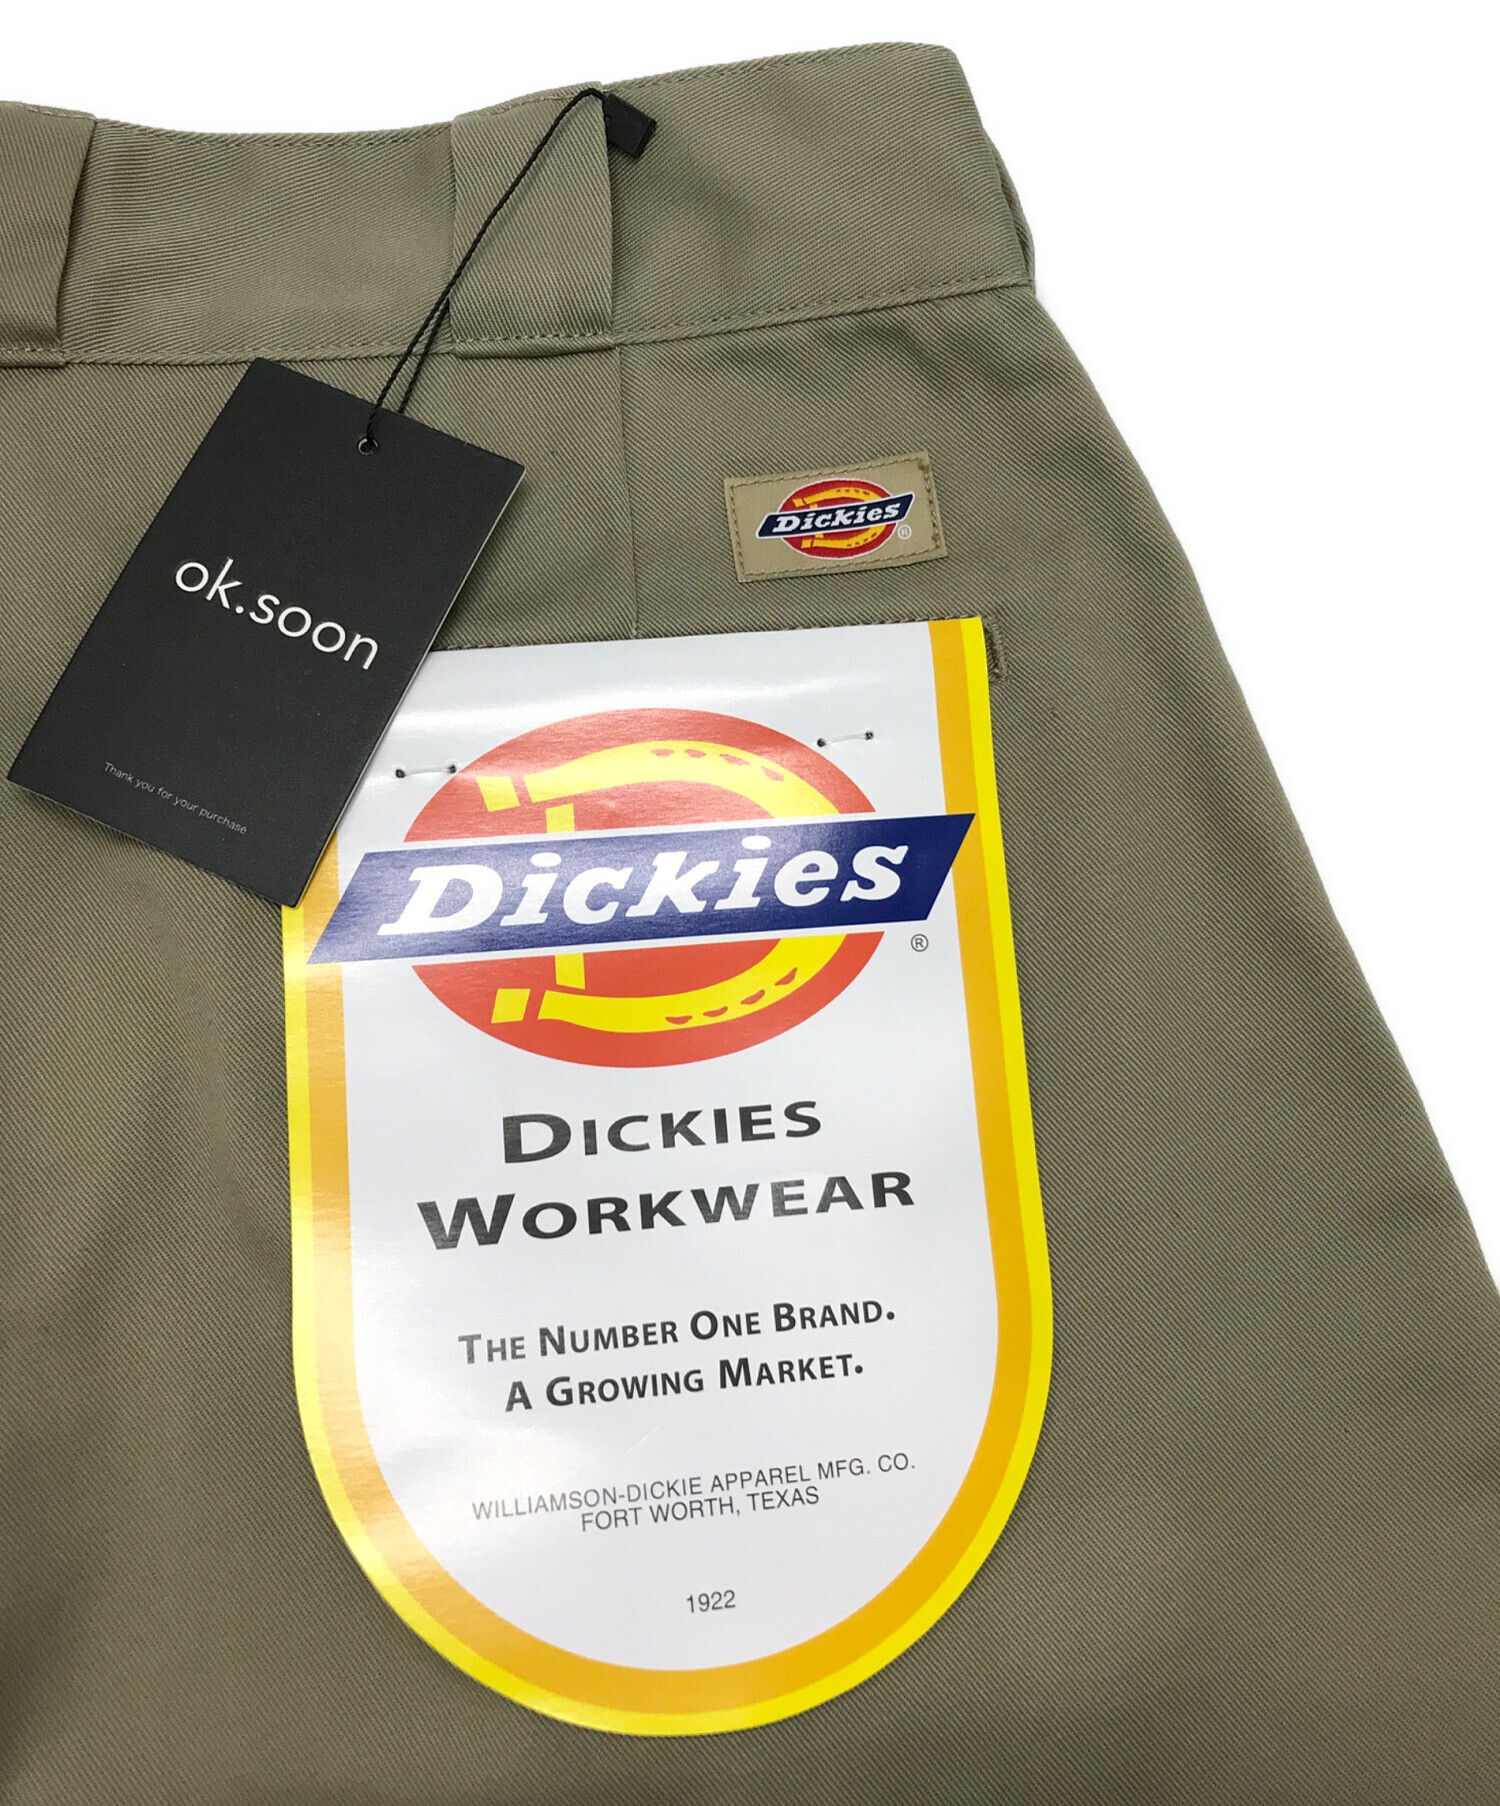 Dickies®
ok.soon
Thank you for your purchase
Dickies
®
DICKIES
WORKWEAR
THE NUMBER ONE BRAND.
A GROWING MARKET.
WILLIAMSON-DICKIE APPAREL MFG. CO.
FORT WORTH, TEXAS
1922